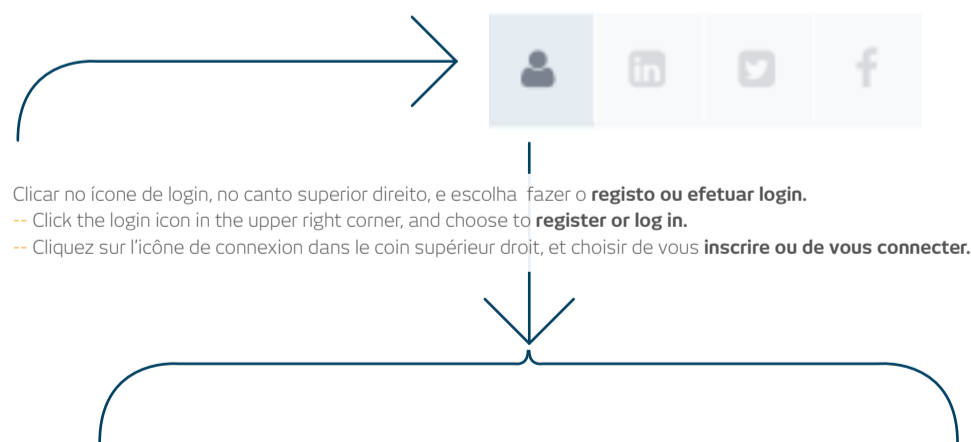 Clicar no ícone de login, no canto superior direito, e escolha fazer o registo ou efetuar login.
-- Click the login icon in the upper right corner, and choose to register or log in.
-- Cliquez sur l'icône de connexion dans le coin supérieur droit, et choisir de vous inscrire ou de vous connecter.